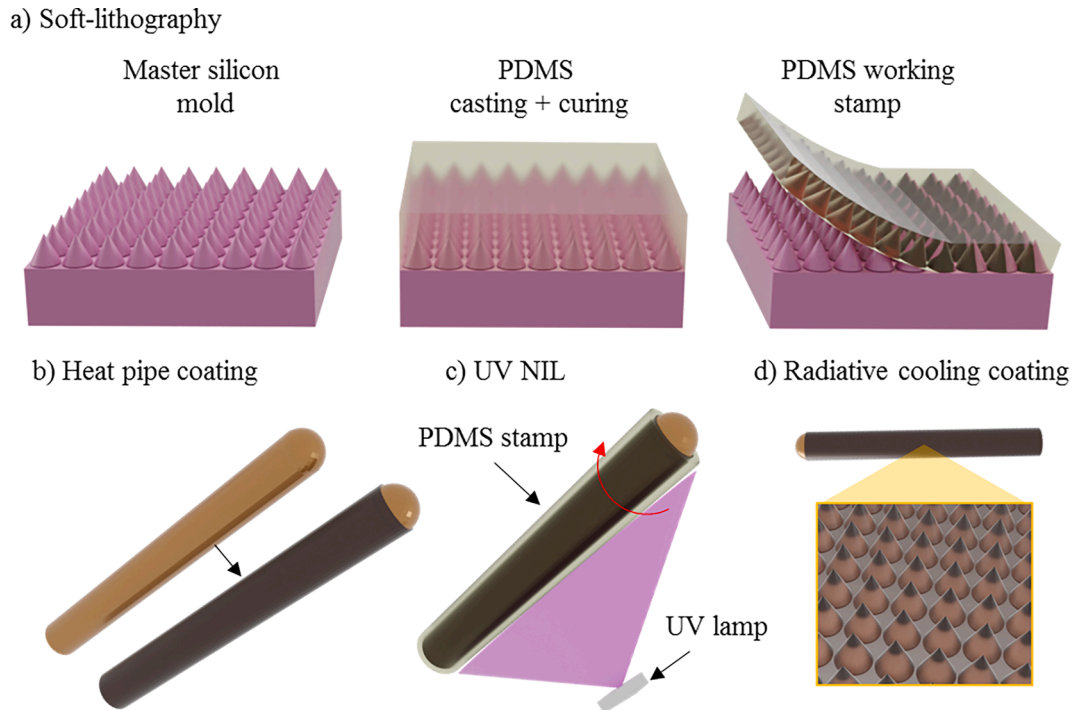 a) Soft-lithography
Master silicon
mold
PDMS
casting + curing
PDMS working
stamp
b) Heat pipe coating
c) UV NIL
d) Radiative cooling coating
PDMS stamp
UV lamp